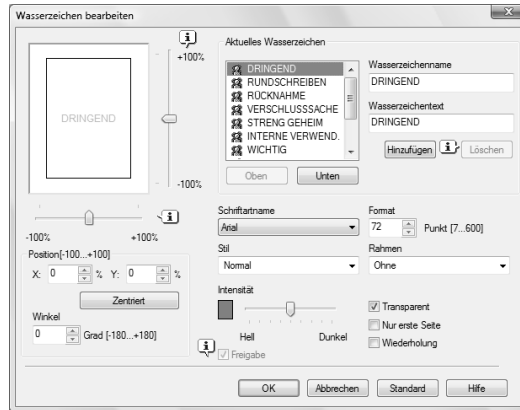 Wasserzeichen bearbeiten
+100%
DRINGEND
-100%
-100%
+100%
Position[-100...+100]
X: 0 % Y: 0 %
Zentriert
Winkel
0 Grad [-180...+180]
Aktuelles Wasserzeichen
DRINGEND
RUNDSCHREIBEN
RÜCKNAHME
VERSCHLUSSSACHE
STRENG GEHEIM
INTERNE VERWEND.
WICHTIG
Oben Unten
Wasserzeichenname
DRINGEND
Wasserzeichentext
DRINGEND
Hinzufügen Löschen
Schriftartname
Arial
Format
72 Punkt [7...600]
Stil
Normal
Rahmen
Ohne
Intensität
Hell Dunkel
Freigabe
Transparent
Nur erste Seite
Wiederholung
OK Abbrechen Standard Hilfe